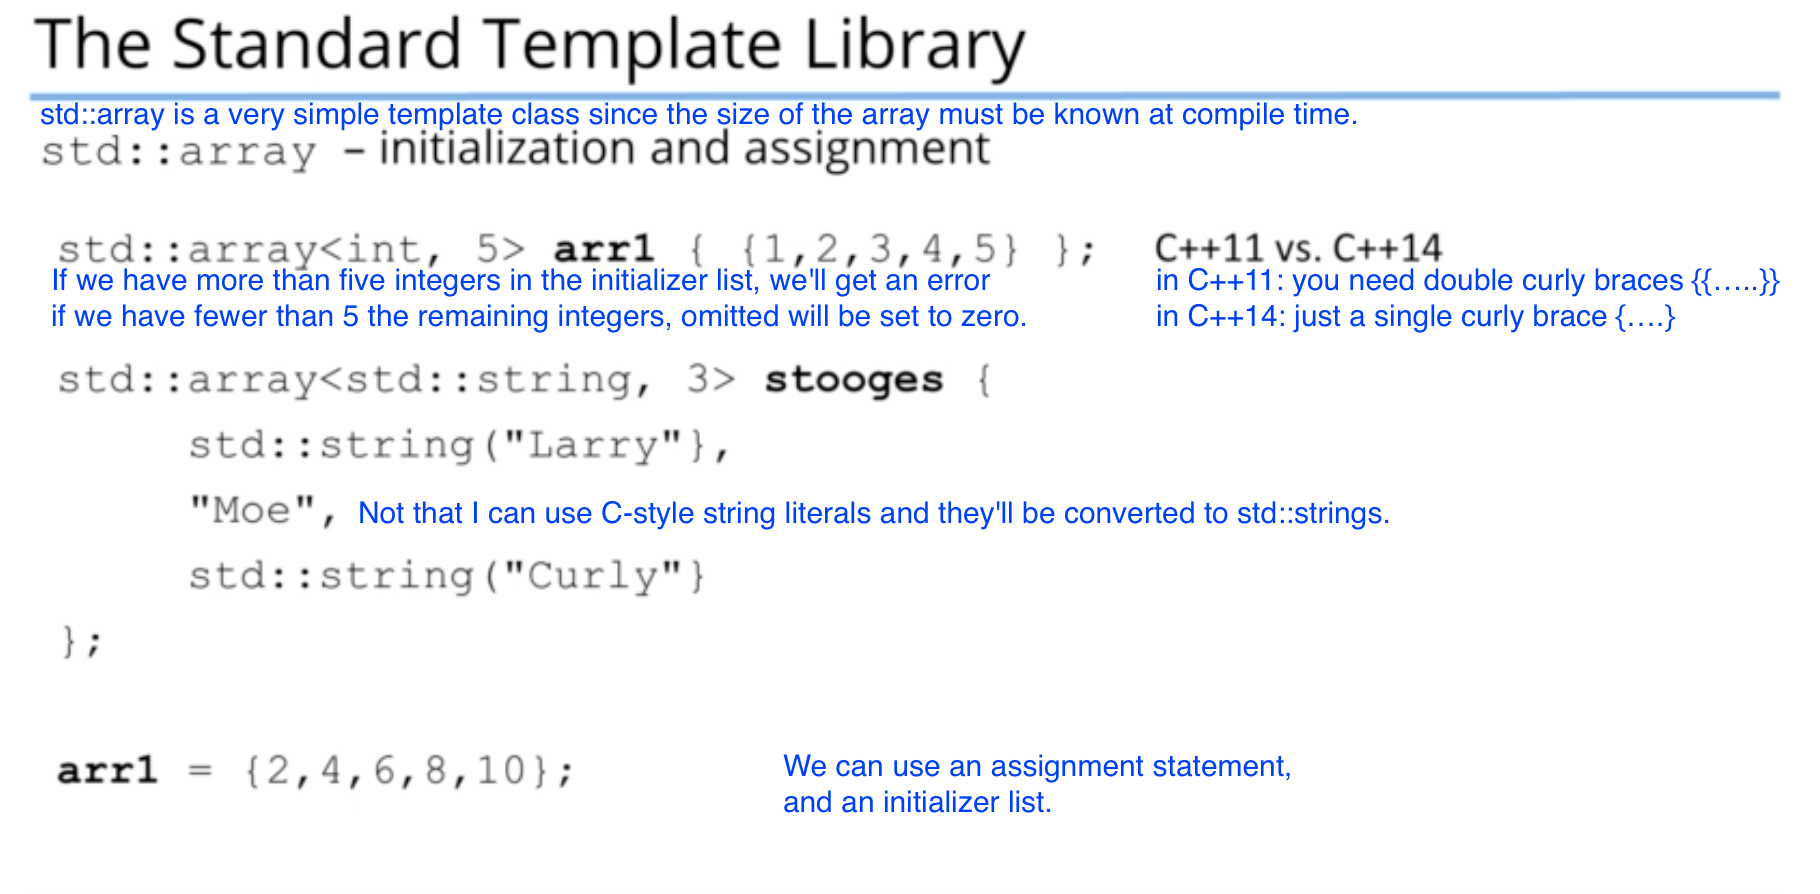 The Standard Template Library
std::array is a very simple template class since the size of the array must be known at compile time.
std::array – initialization and assignment
std::array<int, 5> arr1 { {1,2,3,4,5} }; C++11 vs. C++14
If we have more than five integers in the initializer list, we'll get an error
if we have fewer than 5 the remaining integers, omitted will be set to zero.
in C++11: you need double curly braces {{…..}}
in C++14: just a single curly brace {….}
std::array<std::string, 3> stooges {
std::string("Larry"},
"Moe", Not that I can use C-style string literals and they'll be converted to std::strings.
std::string("Curly"}
};
arr1 = {2,4,6,8,10};
We can use an assignment statement,
and an initializer list.